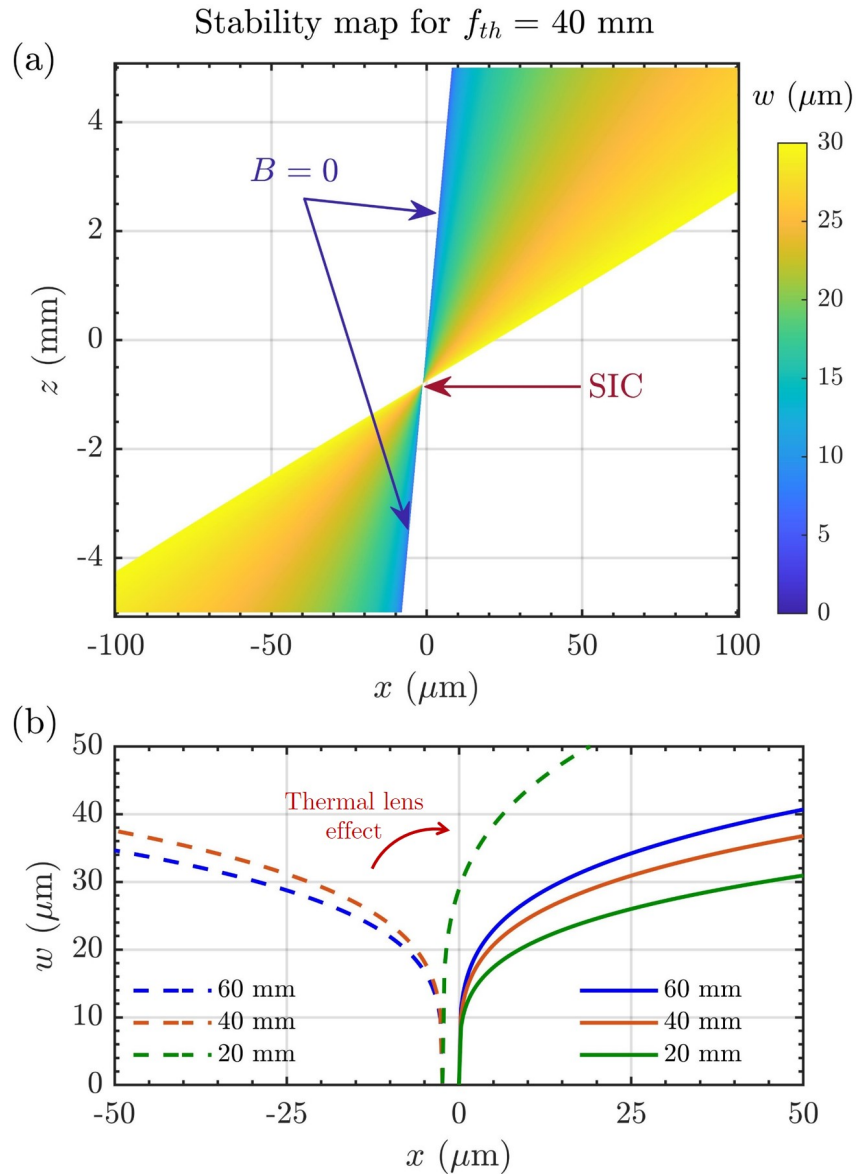 Stability map for f_th = 40 mm
(a)
w (μm)
B = 0
SIC
z (mm)
4
2
0
-2
-4
-100
-50
0
50
100
x (μm)
30
25
20
15
10
5
0
(b)
Thermal lens
effect
w (μm)
50
40
30
20
10
0
60 mm
40 mm
20 mm
60 mm
40 mm
20 mm
-50
-25
0
25
50
x (μm)